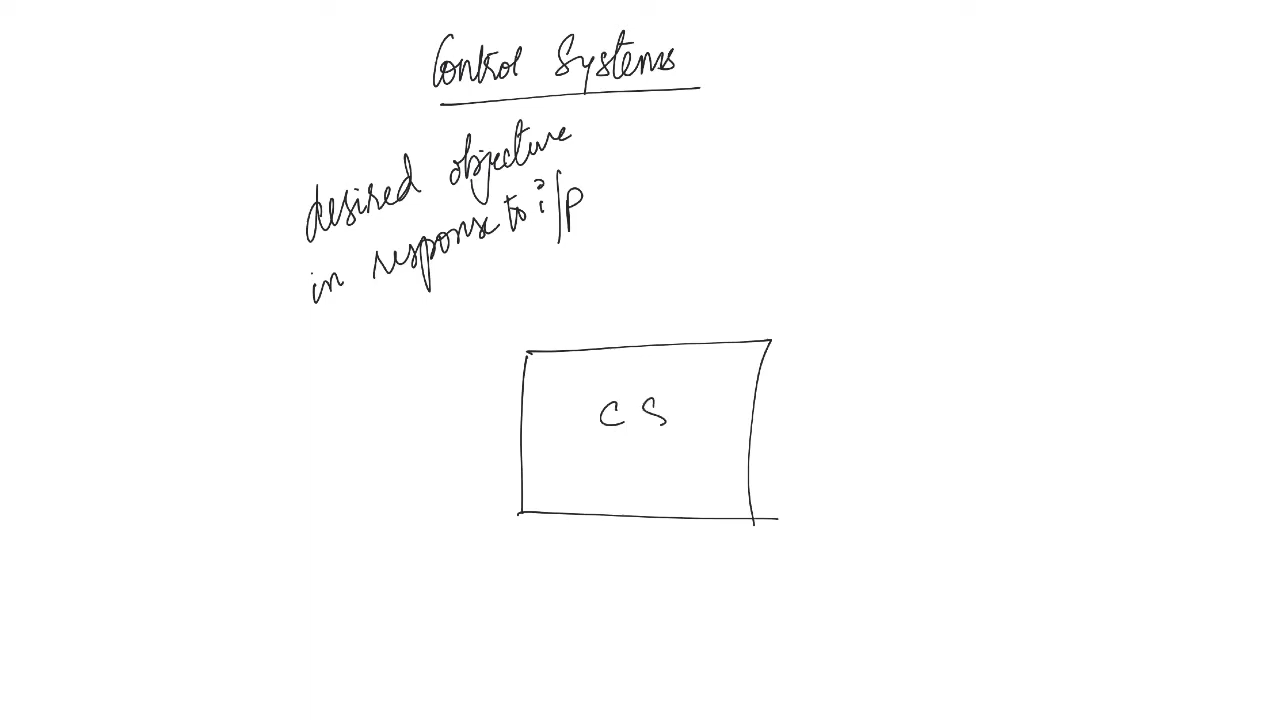 Control Systems
desired objective
in response to i/p
C S